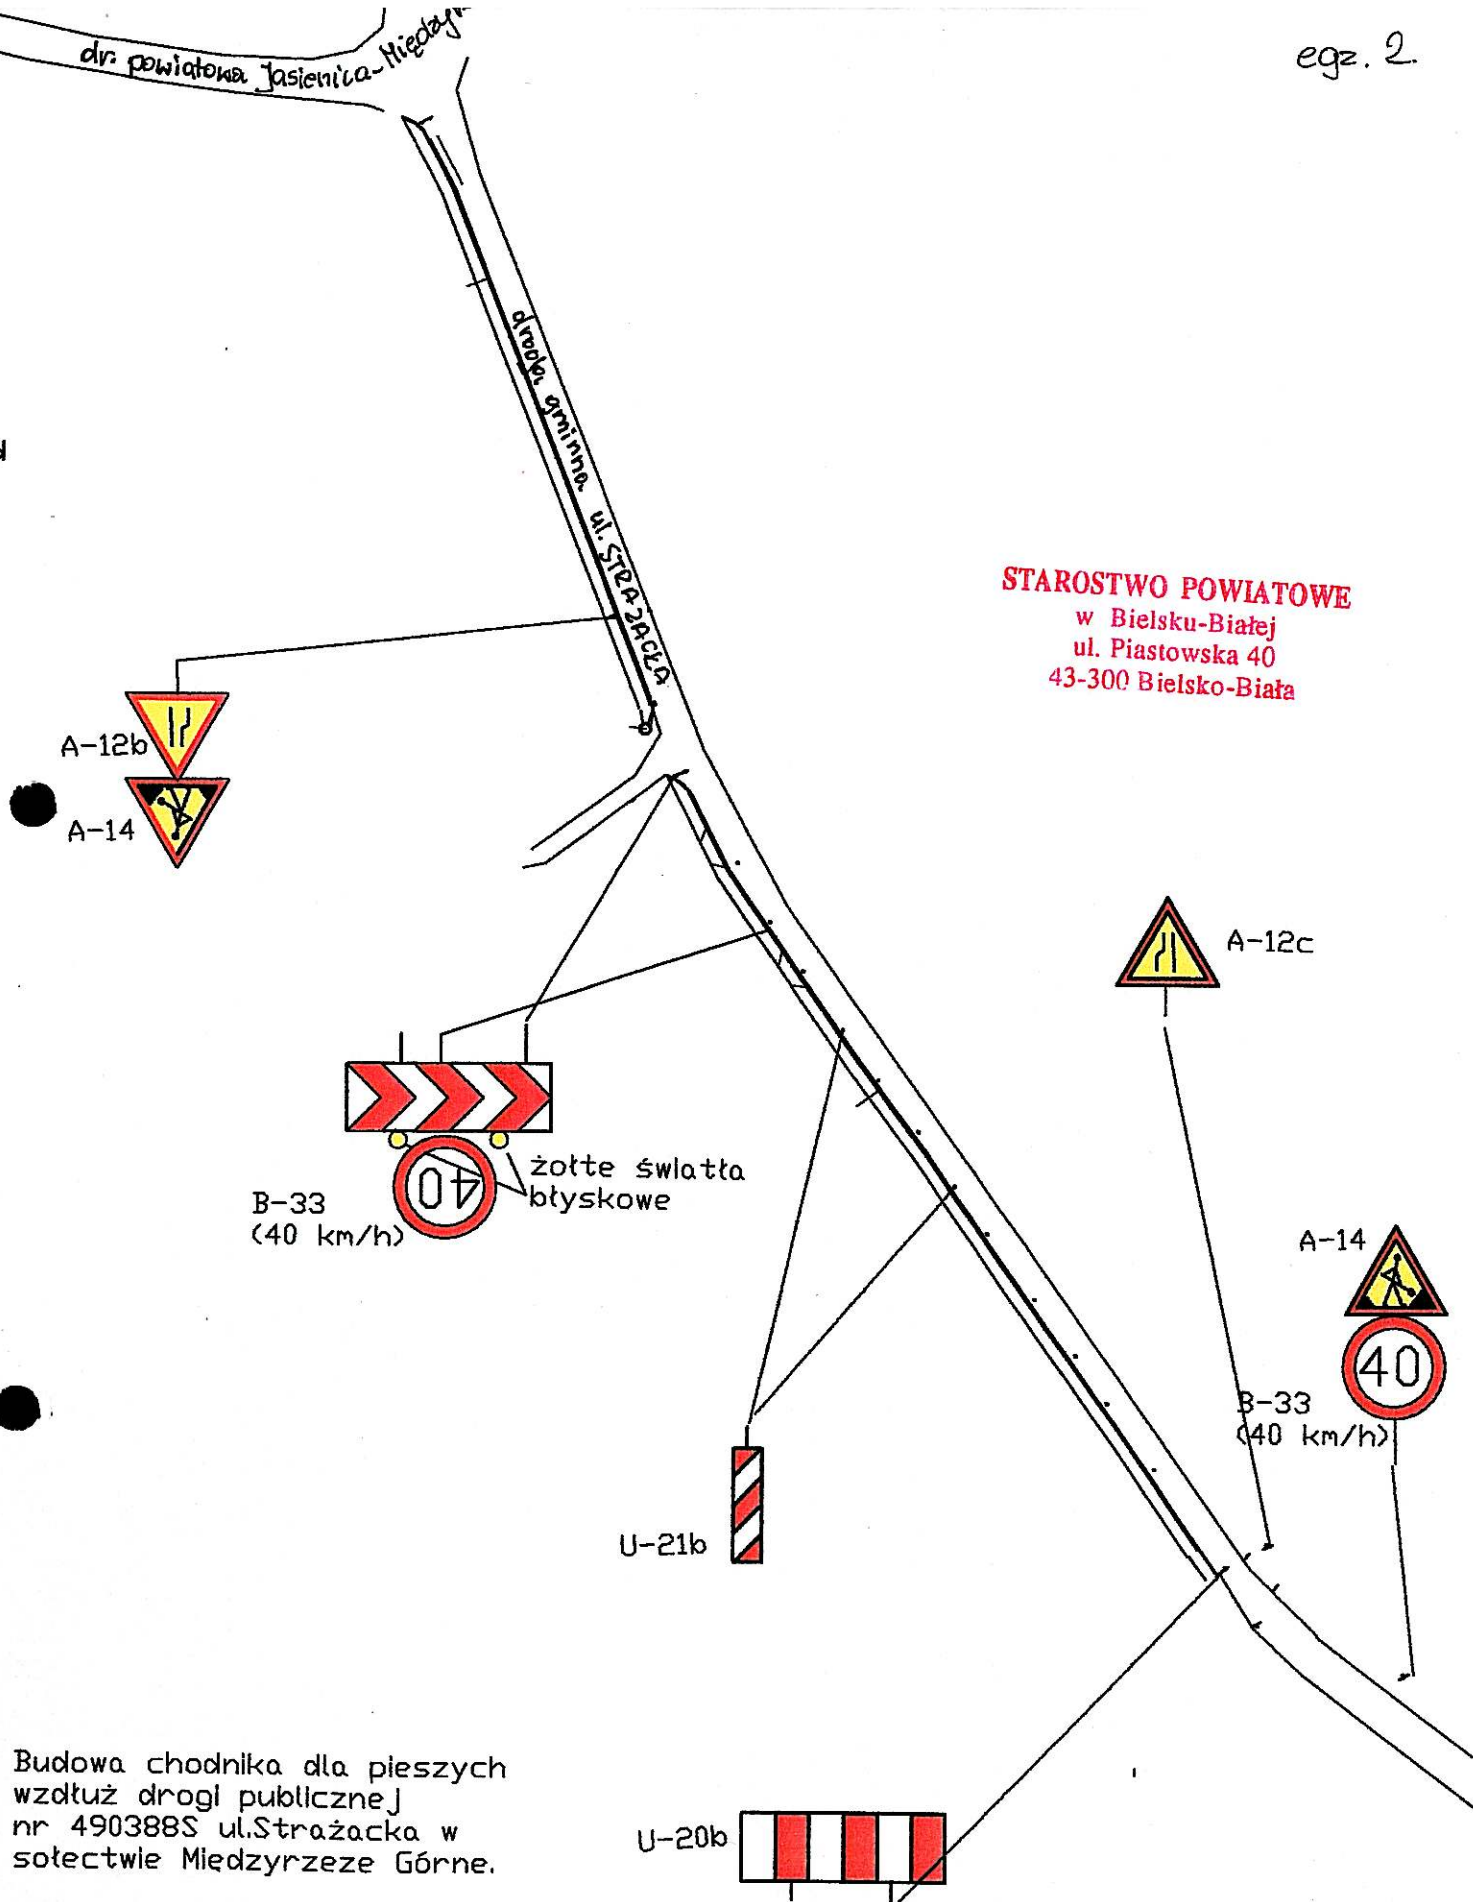 egz. 2.
dr. powiatowa Jasienica-Międzyr
droga gminna ul. STRAŻACKA
STAROSTWO POWIATOWE
w Bielsku-Białej
ul. Piastowska 40
43-300 Bielsko-Biała
A-12b
A-14
A-12c
żołte światła
błyskowe
B-33
(40 km/h)
40
A-14
40
B-33
(40 km/h)
U-21b
Budowa chodnika dla pieszych
wzdłuż drogi publicznej
nr 490388S ul.Strażacka w
sołectwie Międzyrzeze Górne.
U-20b